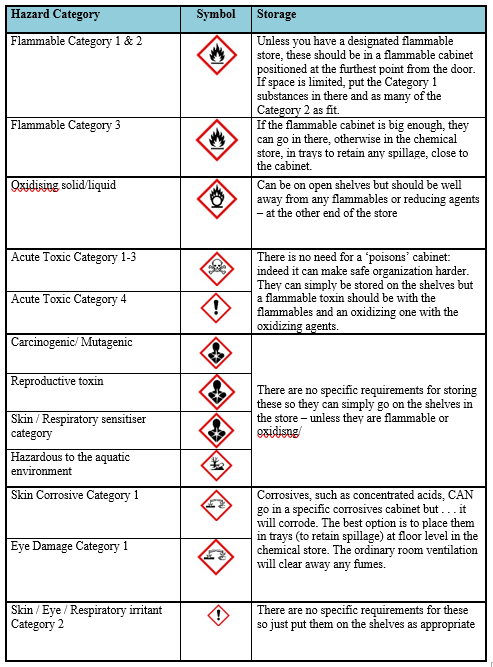 Hazard Category
Symbol
Storage
Flammable Category 1 & 2
Unless you have a designated flammable
store, these should be in a flammable cabinet
positioned at the furthest point from the door.
If space is limited, put the Category 1
substances in there and as many of the
Category 2 as fit.
Flammable Category 3
If the flammable cabinet is big enough, they
can go in there, otherwise in the chemical
store, in trays to retain any spillage, close to
the cabinet.
Oxidising solid/liquid
Can be on open shelves but should be well
away from any flammables or reducing agents
– at the other end of the store
Acute Toxic Category 1-3
Acute Toxic Category 4
There is no need for a ‘poisons’ cabinet:
indeed it can make safe organization harder.
They can simply be stored on the shelves but
a flammable toxin should be with the
flammables and an oxidizing one with the
oxidizing agents.
Carcinogenic/ Mutagenic
Reproductive toxin
Skin / Respiratory sensitiser
category
Hazardous to the aquatic
environment
There are no specific requirements for storing
these so they can simply go on the shelves in
the store – unless they are flammable or
oxidisng/
Skin Corrosive Category 1
Eye Damage Category 1
Corrosives, such as concentrated acids, CAN
go in a specific corrosives cabinet but . . . it
will corrode. The best option is to place them
in trays (to retain spillage) at floor level in the
chemical store. The ordinary room ventilation
will clear away any fumes.
Skin / Eye / Respiratory irritant
Category 2
There are no specific requirements for these
so just put them on the shelves as appropriate